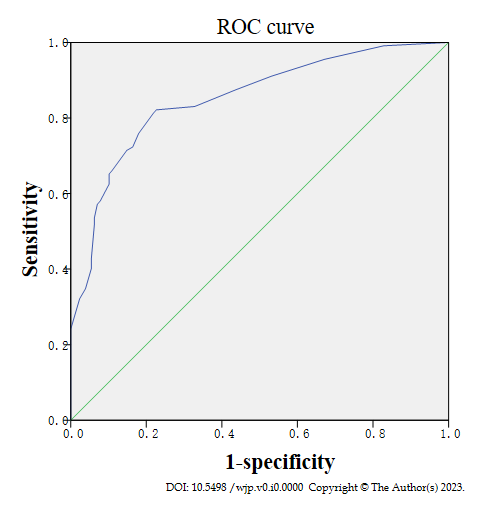 ROC curve
1.0
0.8
0.6
0.4
0.2
0.0
Sensitivity
0.0 0.2 0.4 0.6 0.8 1.0
1-specificity
DOI: 10.5498 /wjp.v0.i0.0000 Copyright © The Author(s) 2023.